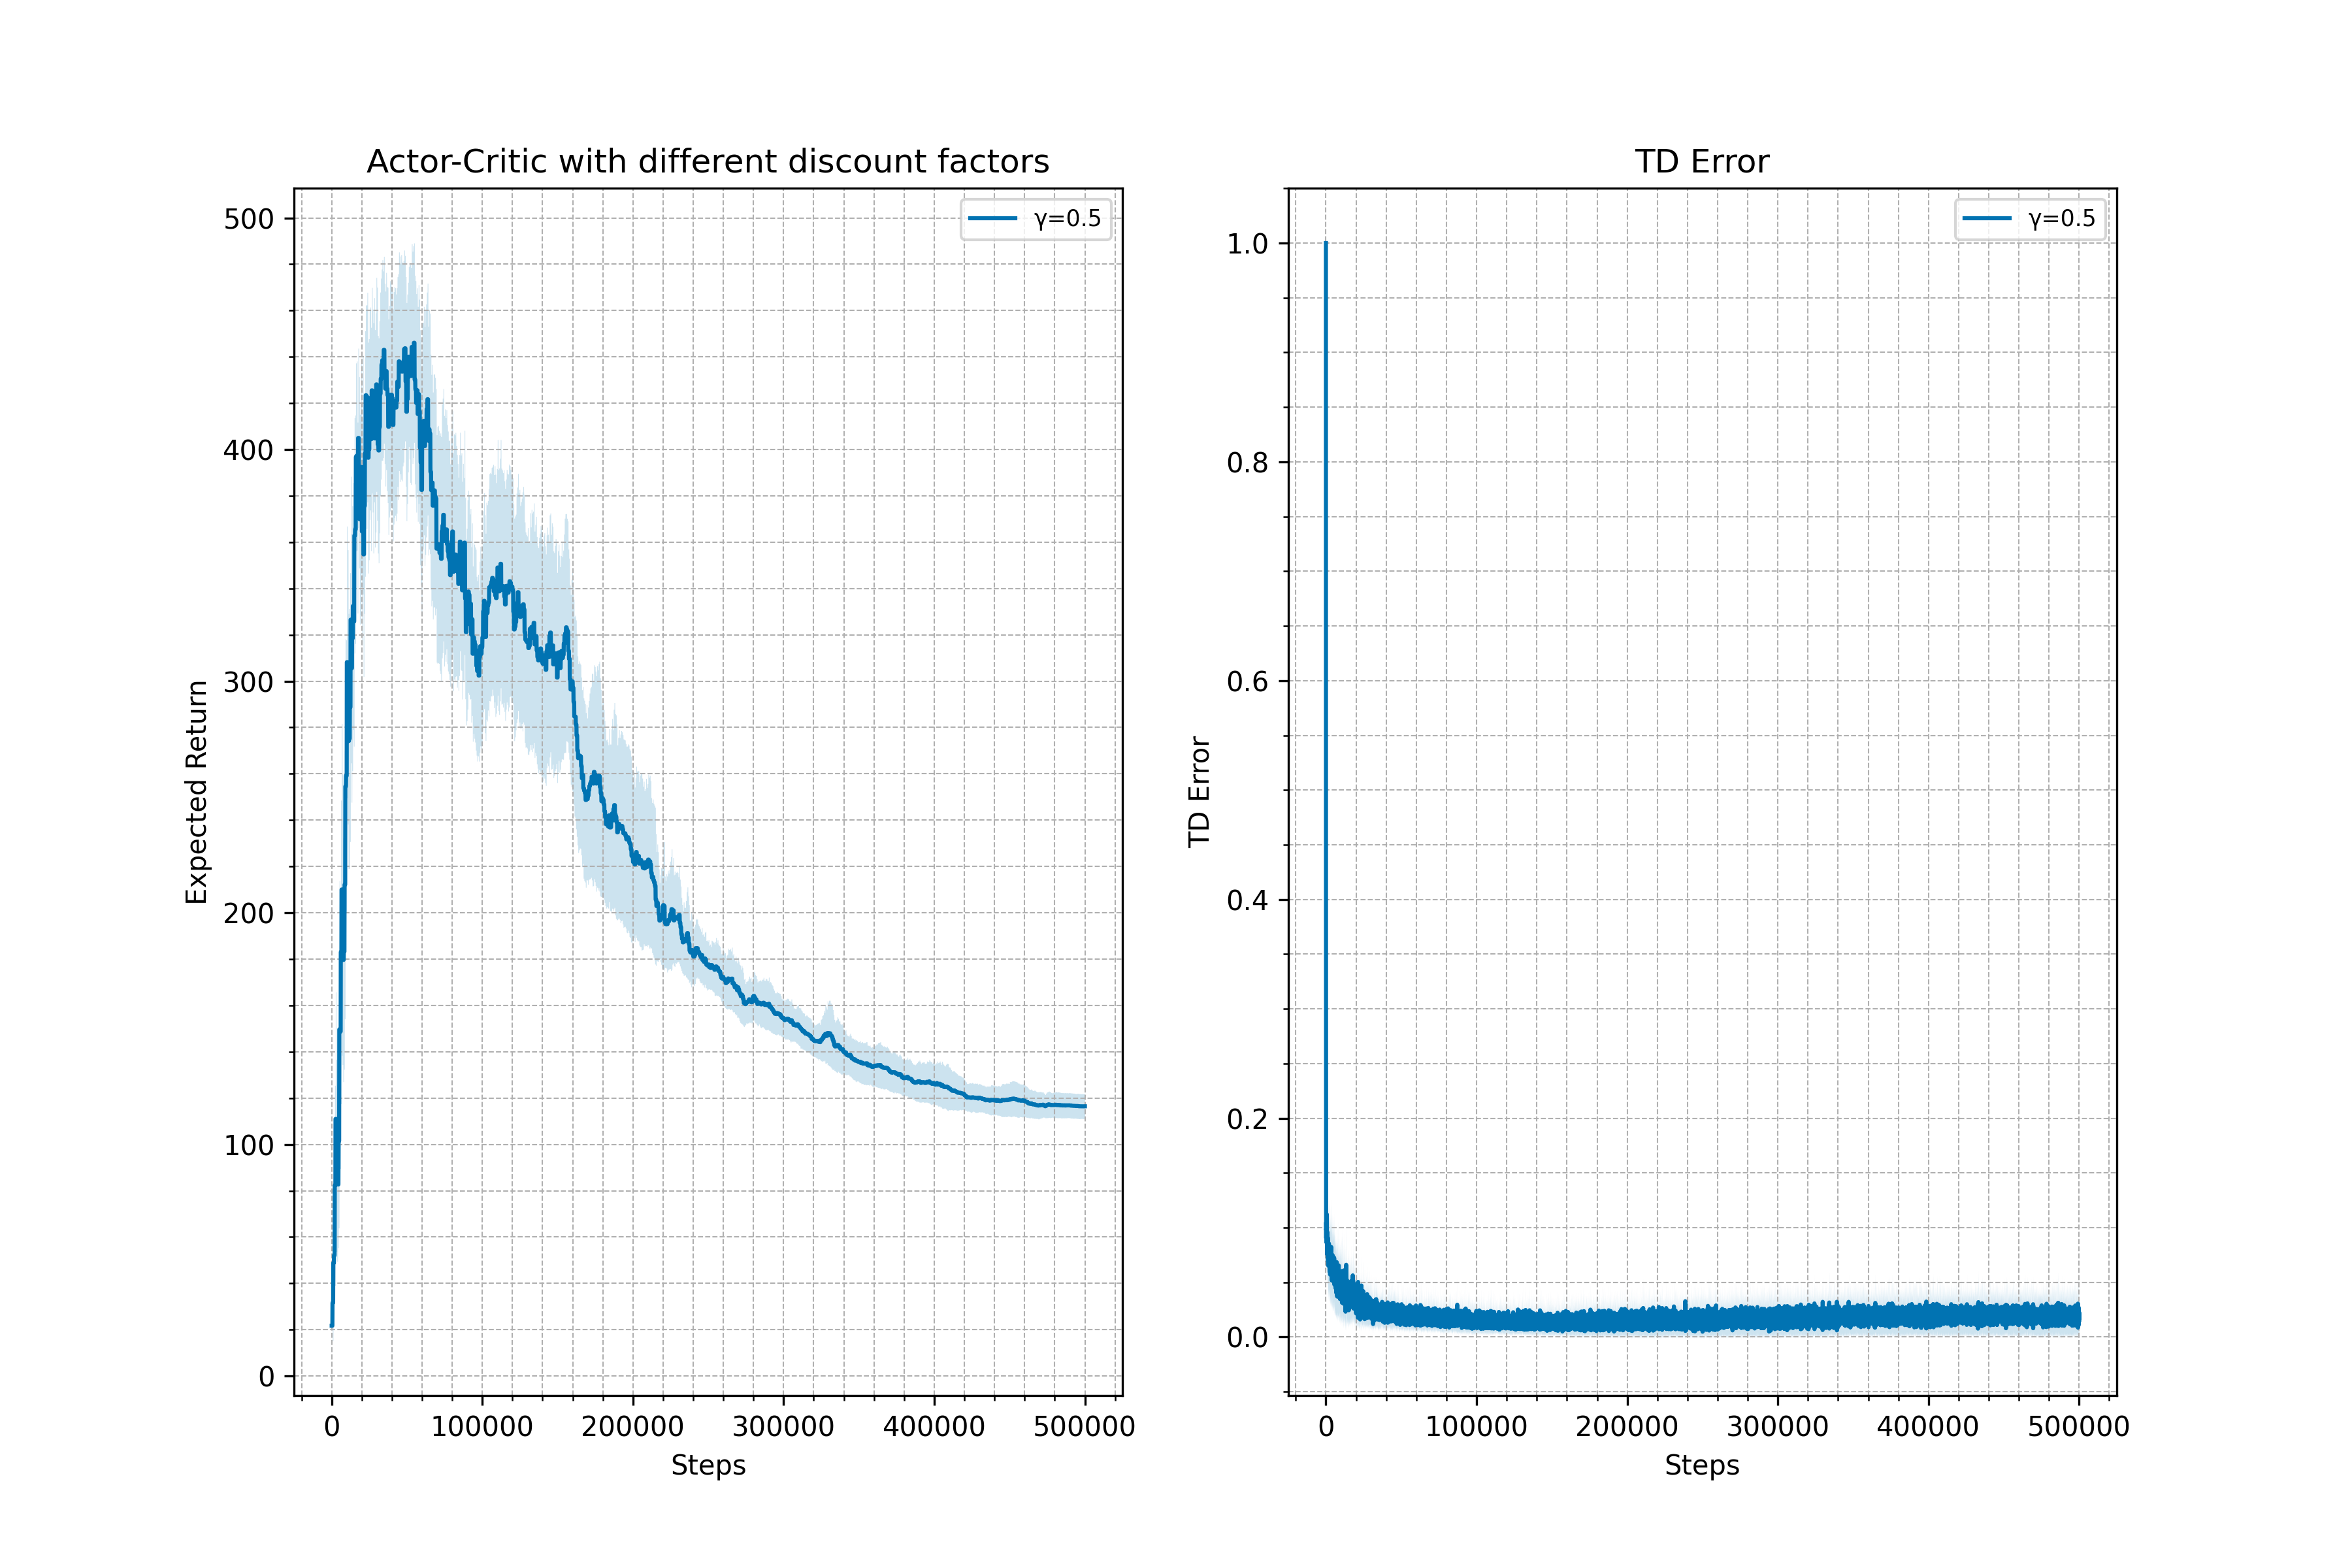 Actor-Critic with different discount factors
γ=0.5
500
400
300
200
100
0
Expected Return
0 100000 200000 300000 400000 500000
Steps
TD Error
γ=0.5
1.0
0.8
0.6
0.4
0.2
0.0
TD Error
0 100000 200000 300000 400000 500000
Steps